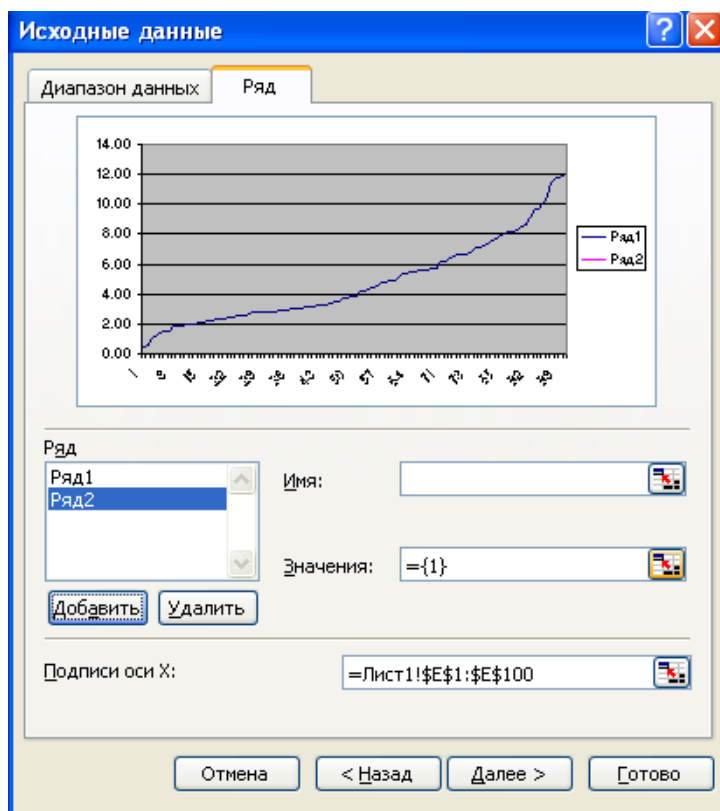 Исходные данные
Диапазон данных
Ряд
14.00
12.00
10.00
8.00
6.00
4.00
2.00
0.00
Ряд1
Ряд2
1
Ряд
Ряд1
Ряд2
Имя:
Значения:
={1}
Добавить
Удалить
Подписи оси X:
=Лист1!$E$1:$E$100
Отмена
< Назад
Далее >
Готово